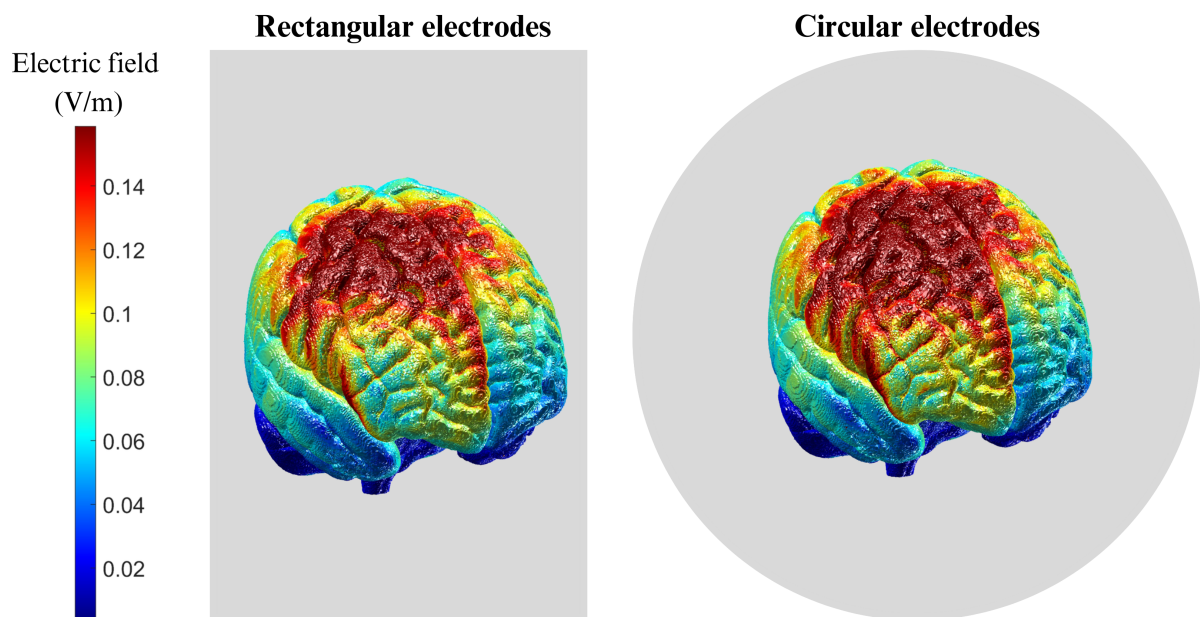 Rectangular electrodes
Circular electrodes
Electric field
(V/m)
0.14
0.12
0.1
0.08
0.06
0.04
0.02